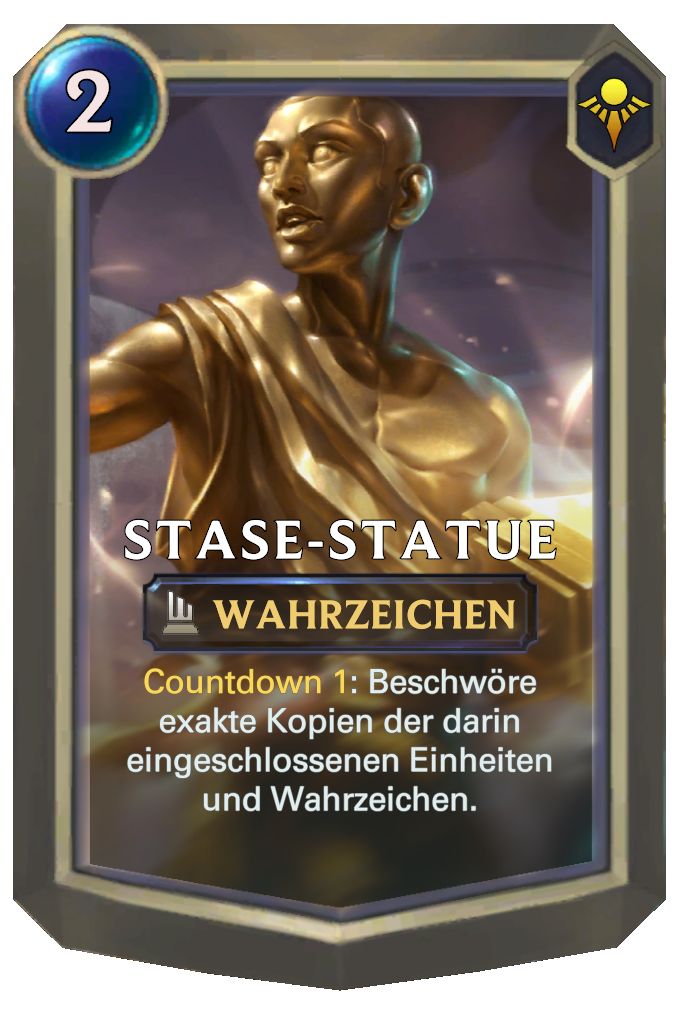 2
STASE-STATUE
WAHRZEICHEN
Countdown 1: Beschwöre
exakte Kopien der darin
eingeschlossenen Einheiten
und Wahrzeichen.